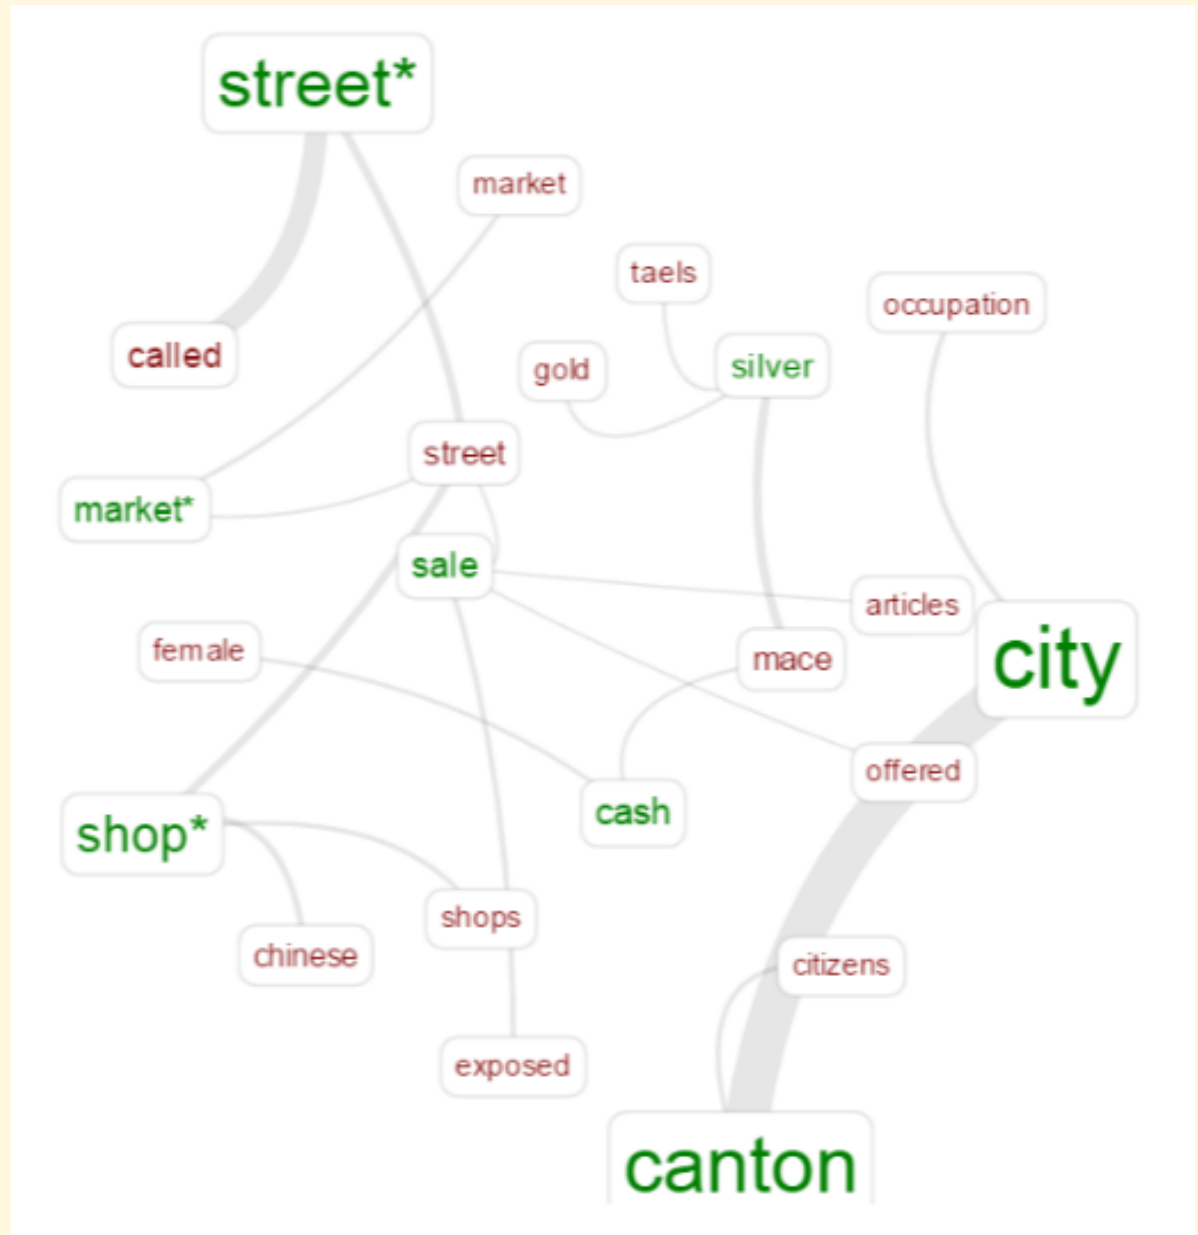 street*
market
taels
occupation
called
gold
silver
street
market*
sale
articles
female
mace
city
offered
cash
shop*
shops
chinese
citizens
exposed
canton